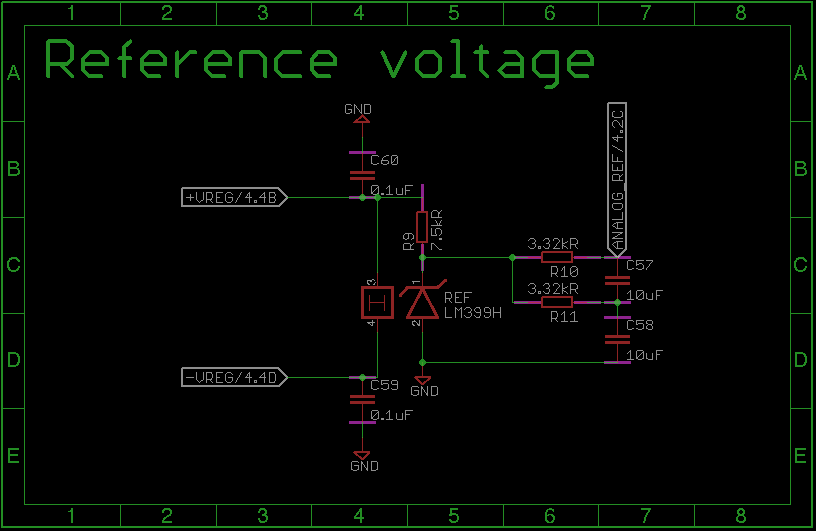 1 2 3 4 5 6 7 8
Reference voltage
A A
GND
B B
C60
0.1uF
+VREG/4.4B
ANALOG_REF/4.2C
R9
7.5kR
C C
3.32kR
R10
C57
10uF
3.32kR
R11
3
H
4
1
2
REF
LM399H
C58
10uF
D D
-VREG/4.4D
C59
0.1uF
GND
E E
GND
1 2 3 4 5 6 7 8